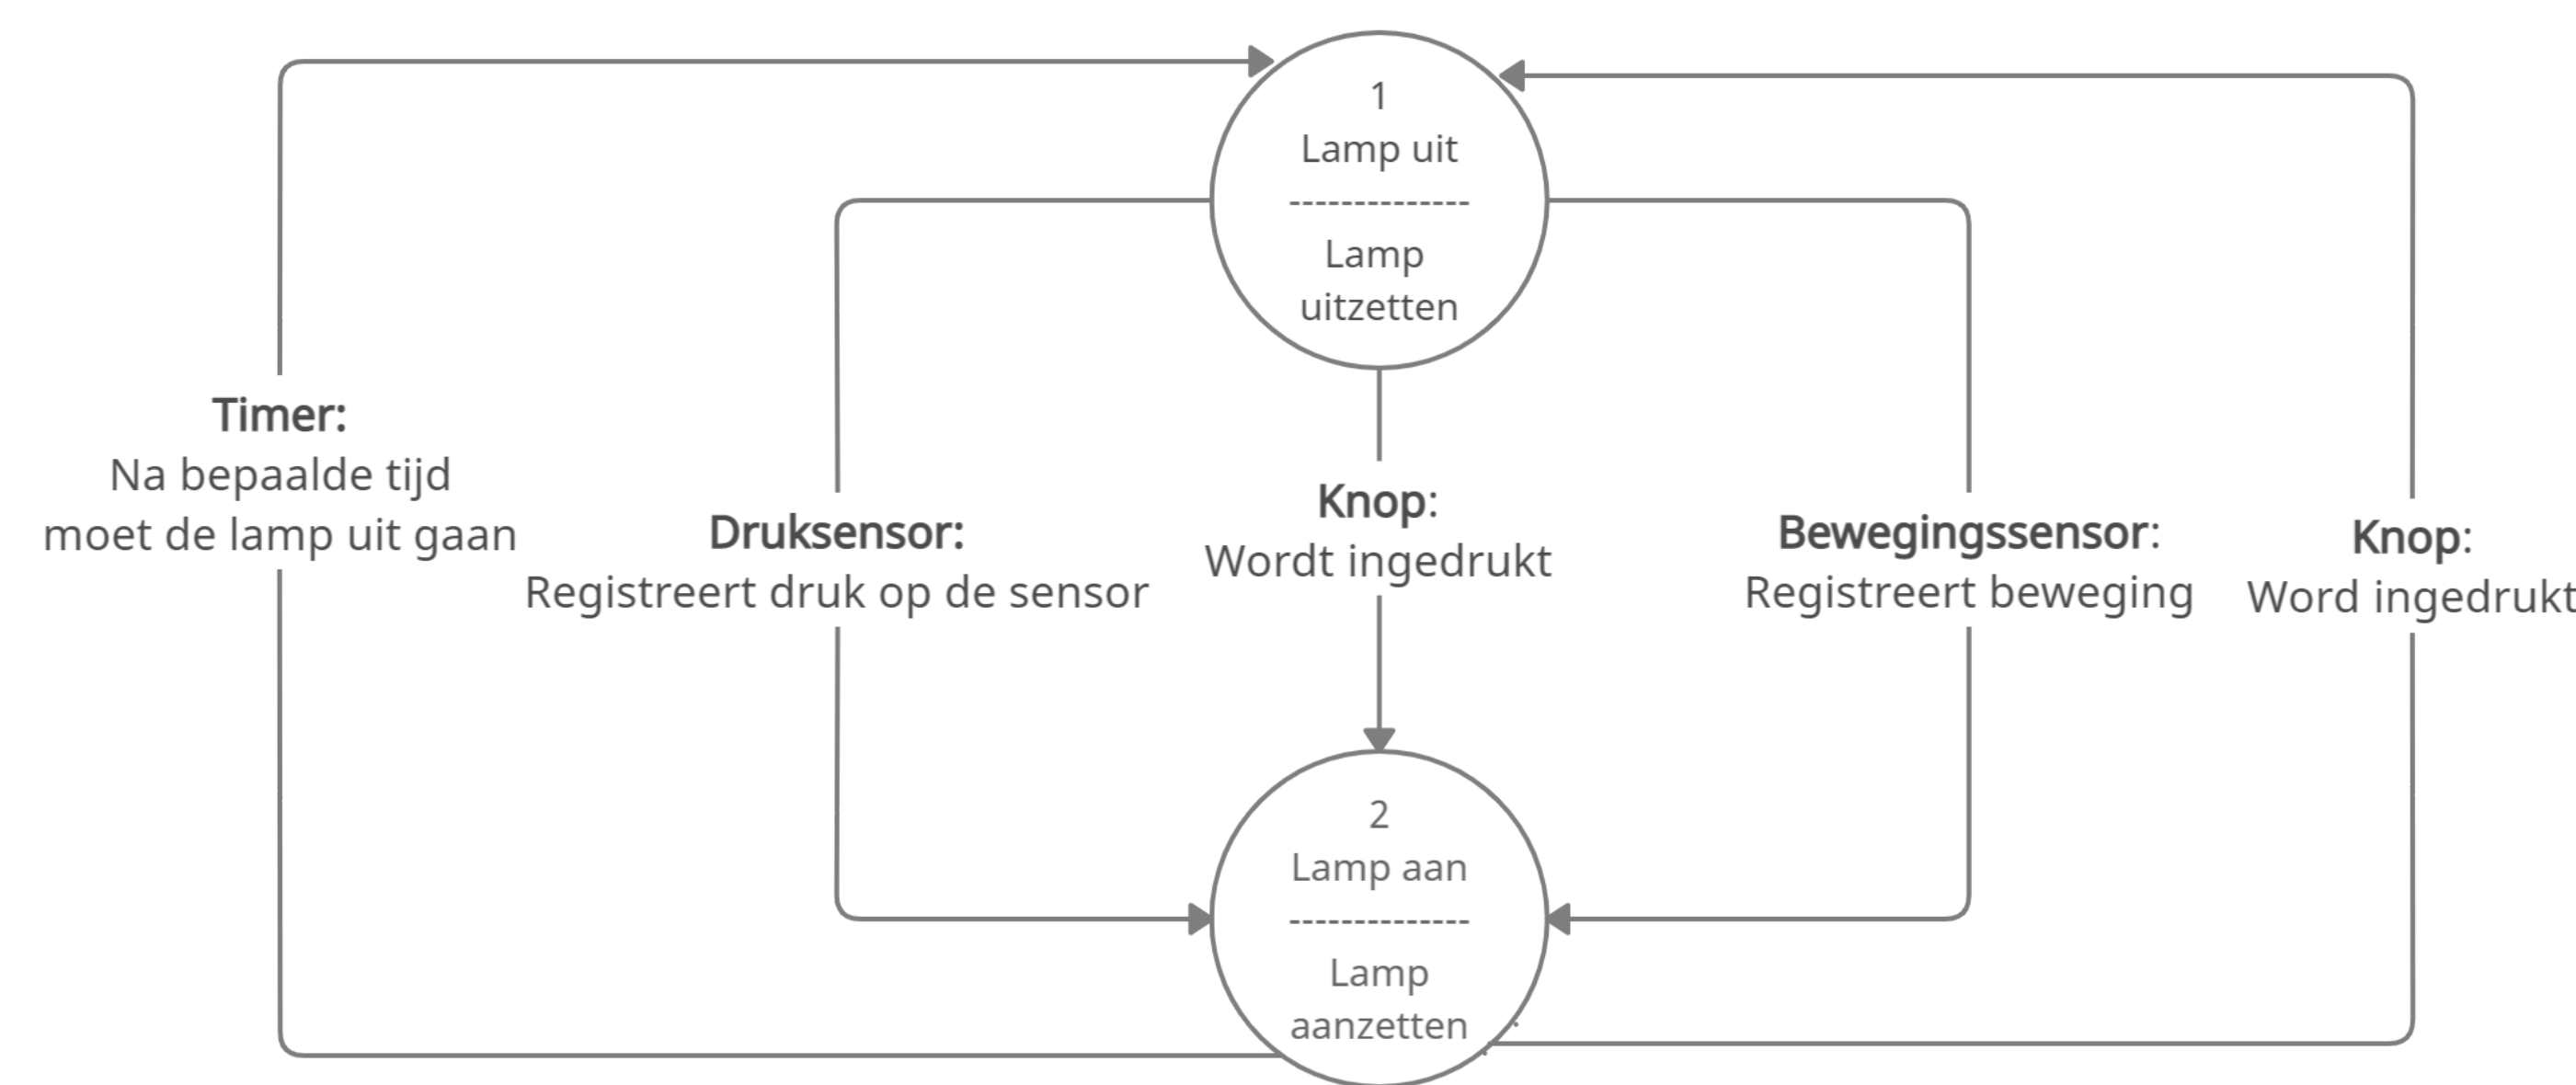 1
Lamp uit
--------------
Lamp
uitzetten
Timer:
Na bepaalde tijd
moet de lamp uit gaan
Druksensor:
Registreert druk op de sensor
Knop:
Wordt ingedrukt
Bewegingssensor:
Registreert beweging
Knop:
Word ingedrukt
2
Lamp aan
--------------
Lamp
aanzetten